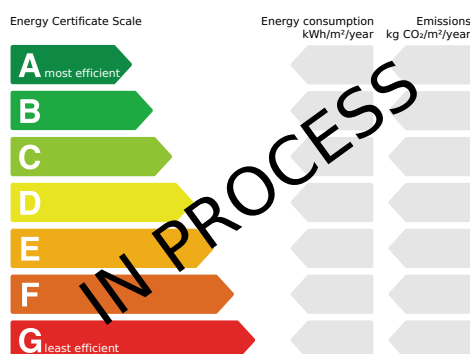 Energy Certificate Scale
Energy consumption
kWh/m²/year
Emissions
kg CO₂/m²/year
A most efficient
B
C
D
E
F
G least efficient
IN PROCESS